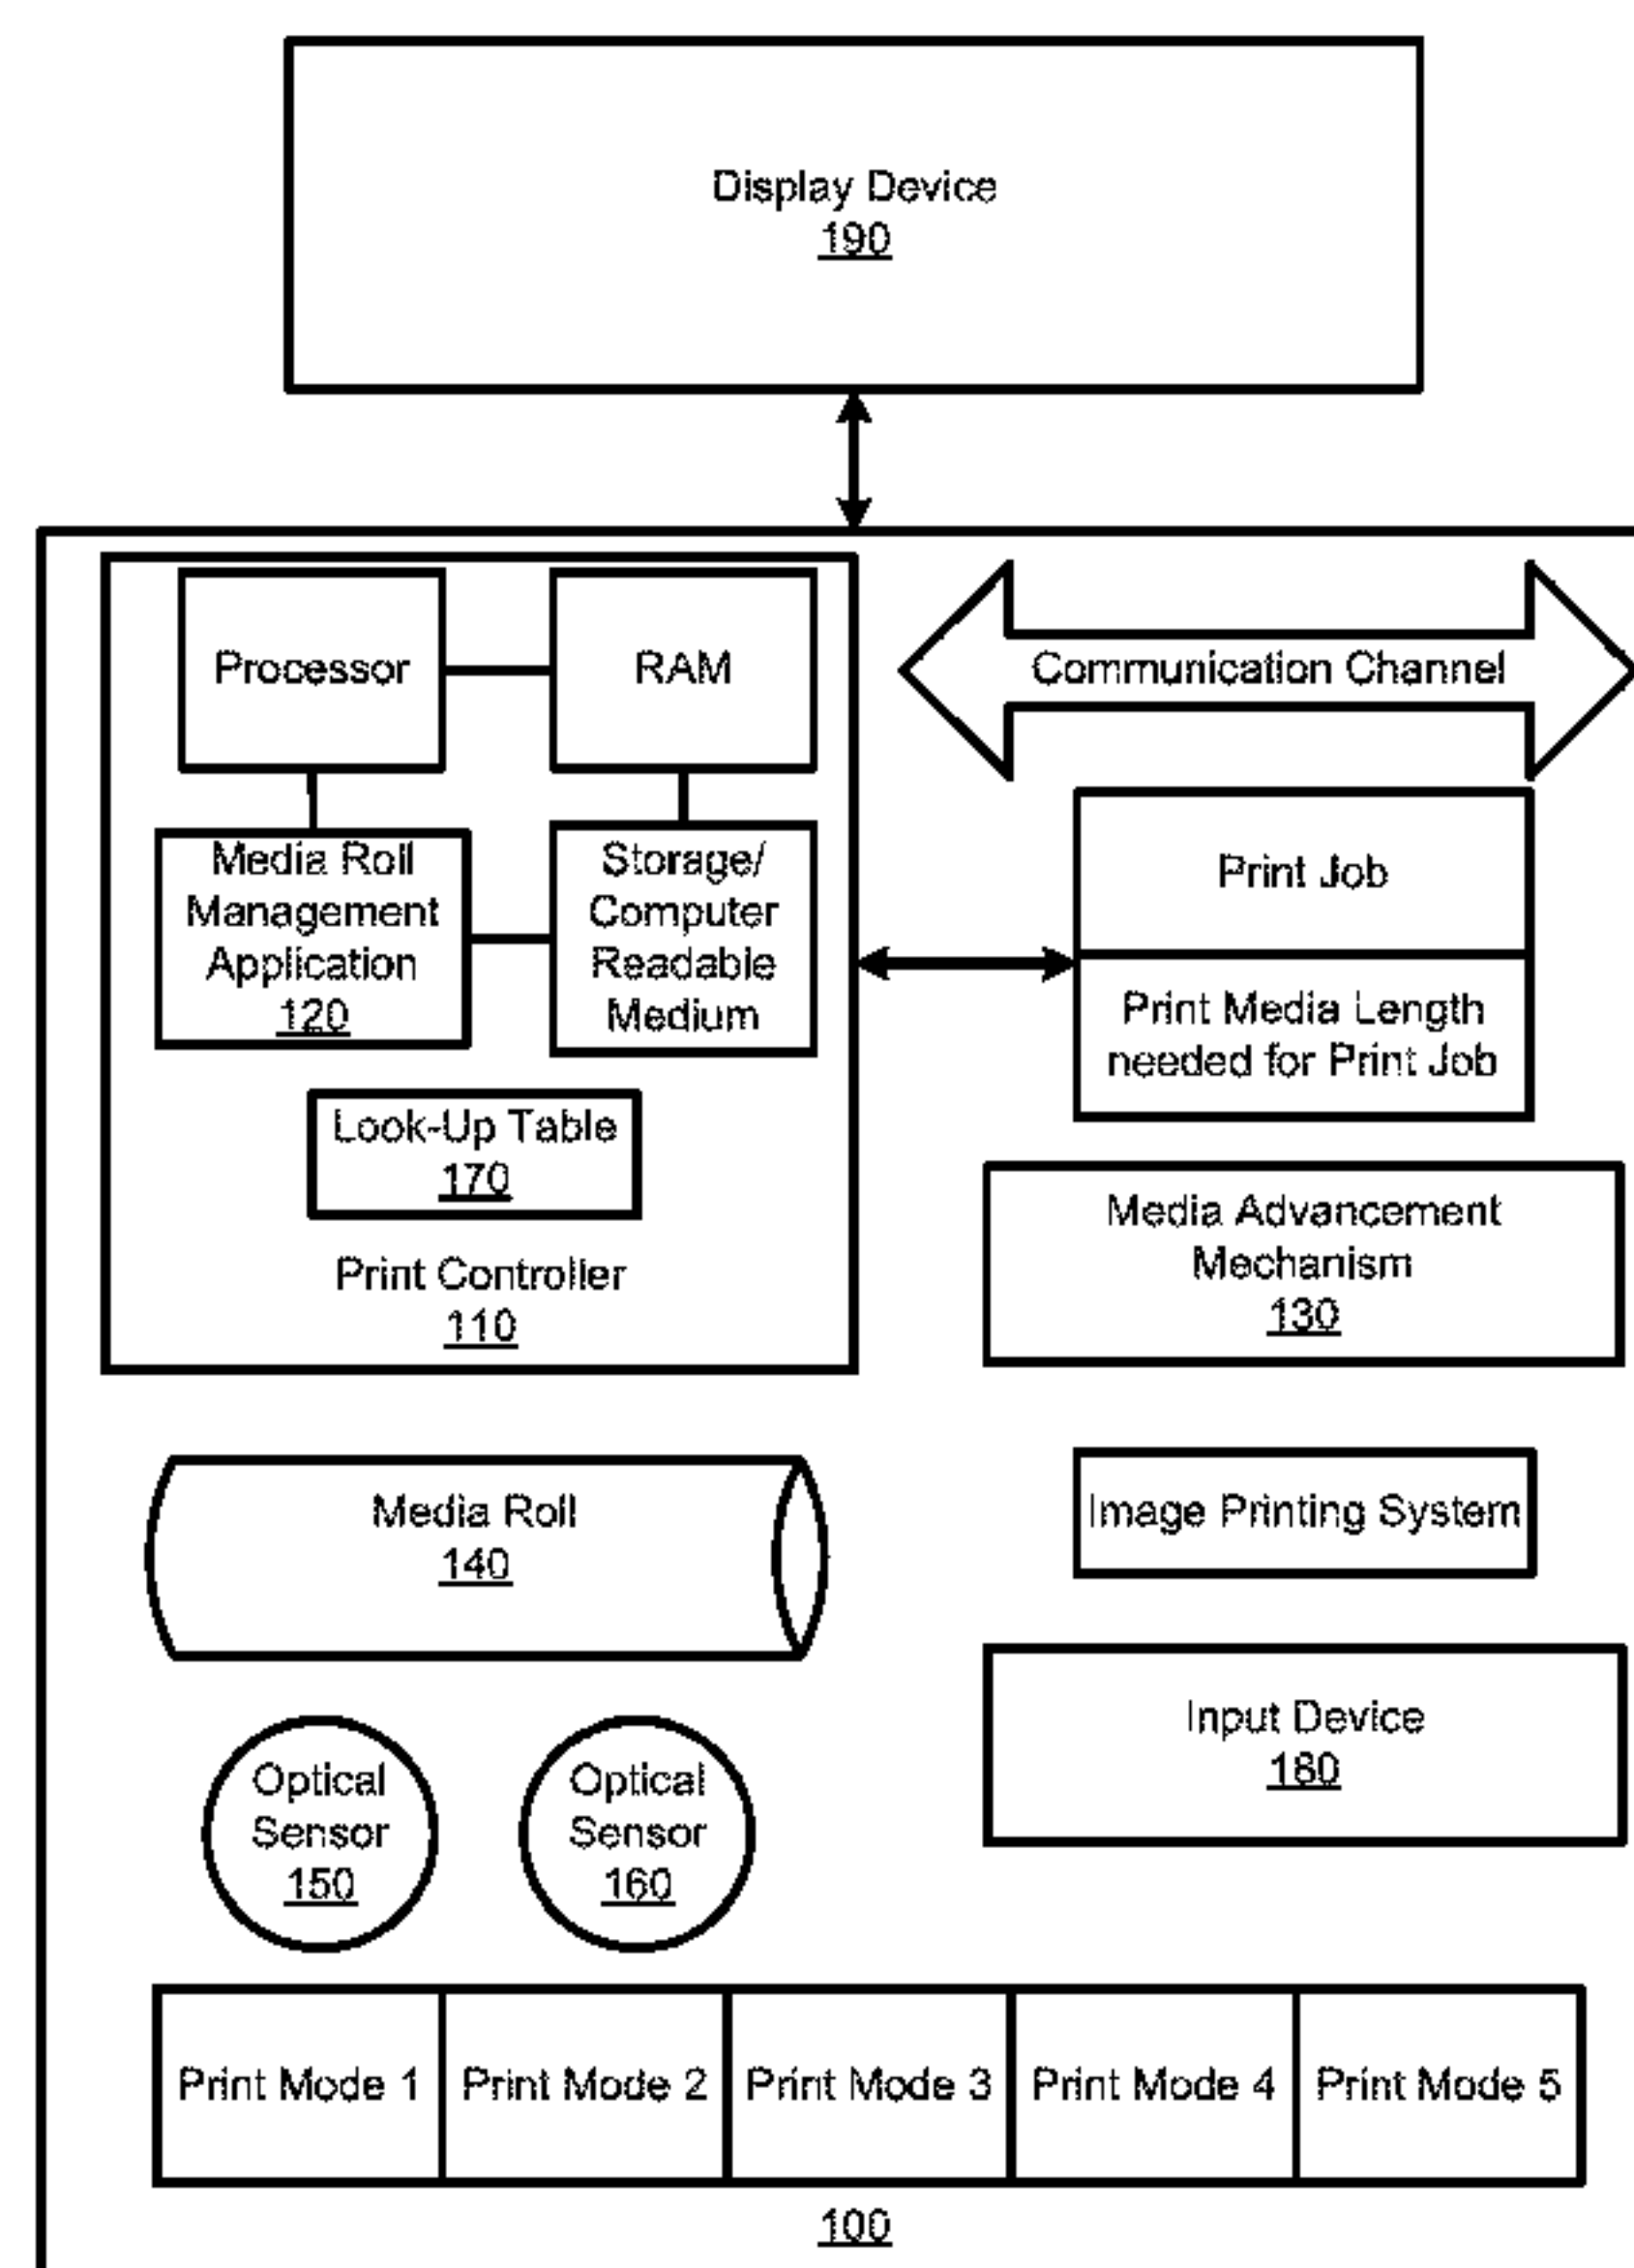 Display Device
190
Processor
RAM
Communication Channel
Media Roll
Management
Application
120
Storage/
Computer
Readable
Medium
Print Job
Print Media Length
needed for Print Job
Look-Up Table
170
Print Controller
110
Media Advancement
Mechanism
130
Media Roll
140
Image Printing System
Input Device
180
Optical
Sensor
150
Optical
Sensor
160
Print Mode 1
Print Mode 2
Print Mode 3
Print Mode 4
Print Mode 5
100